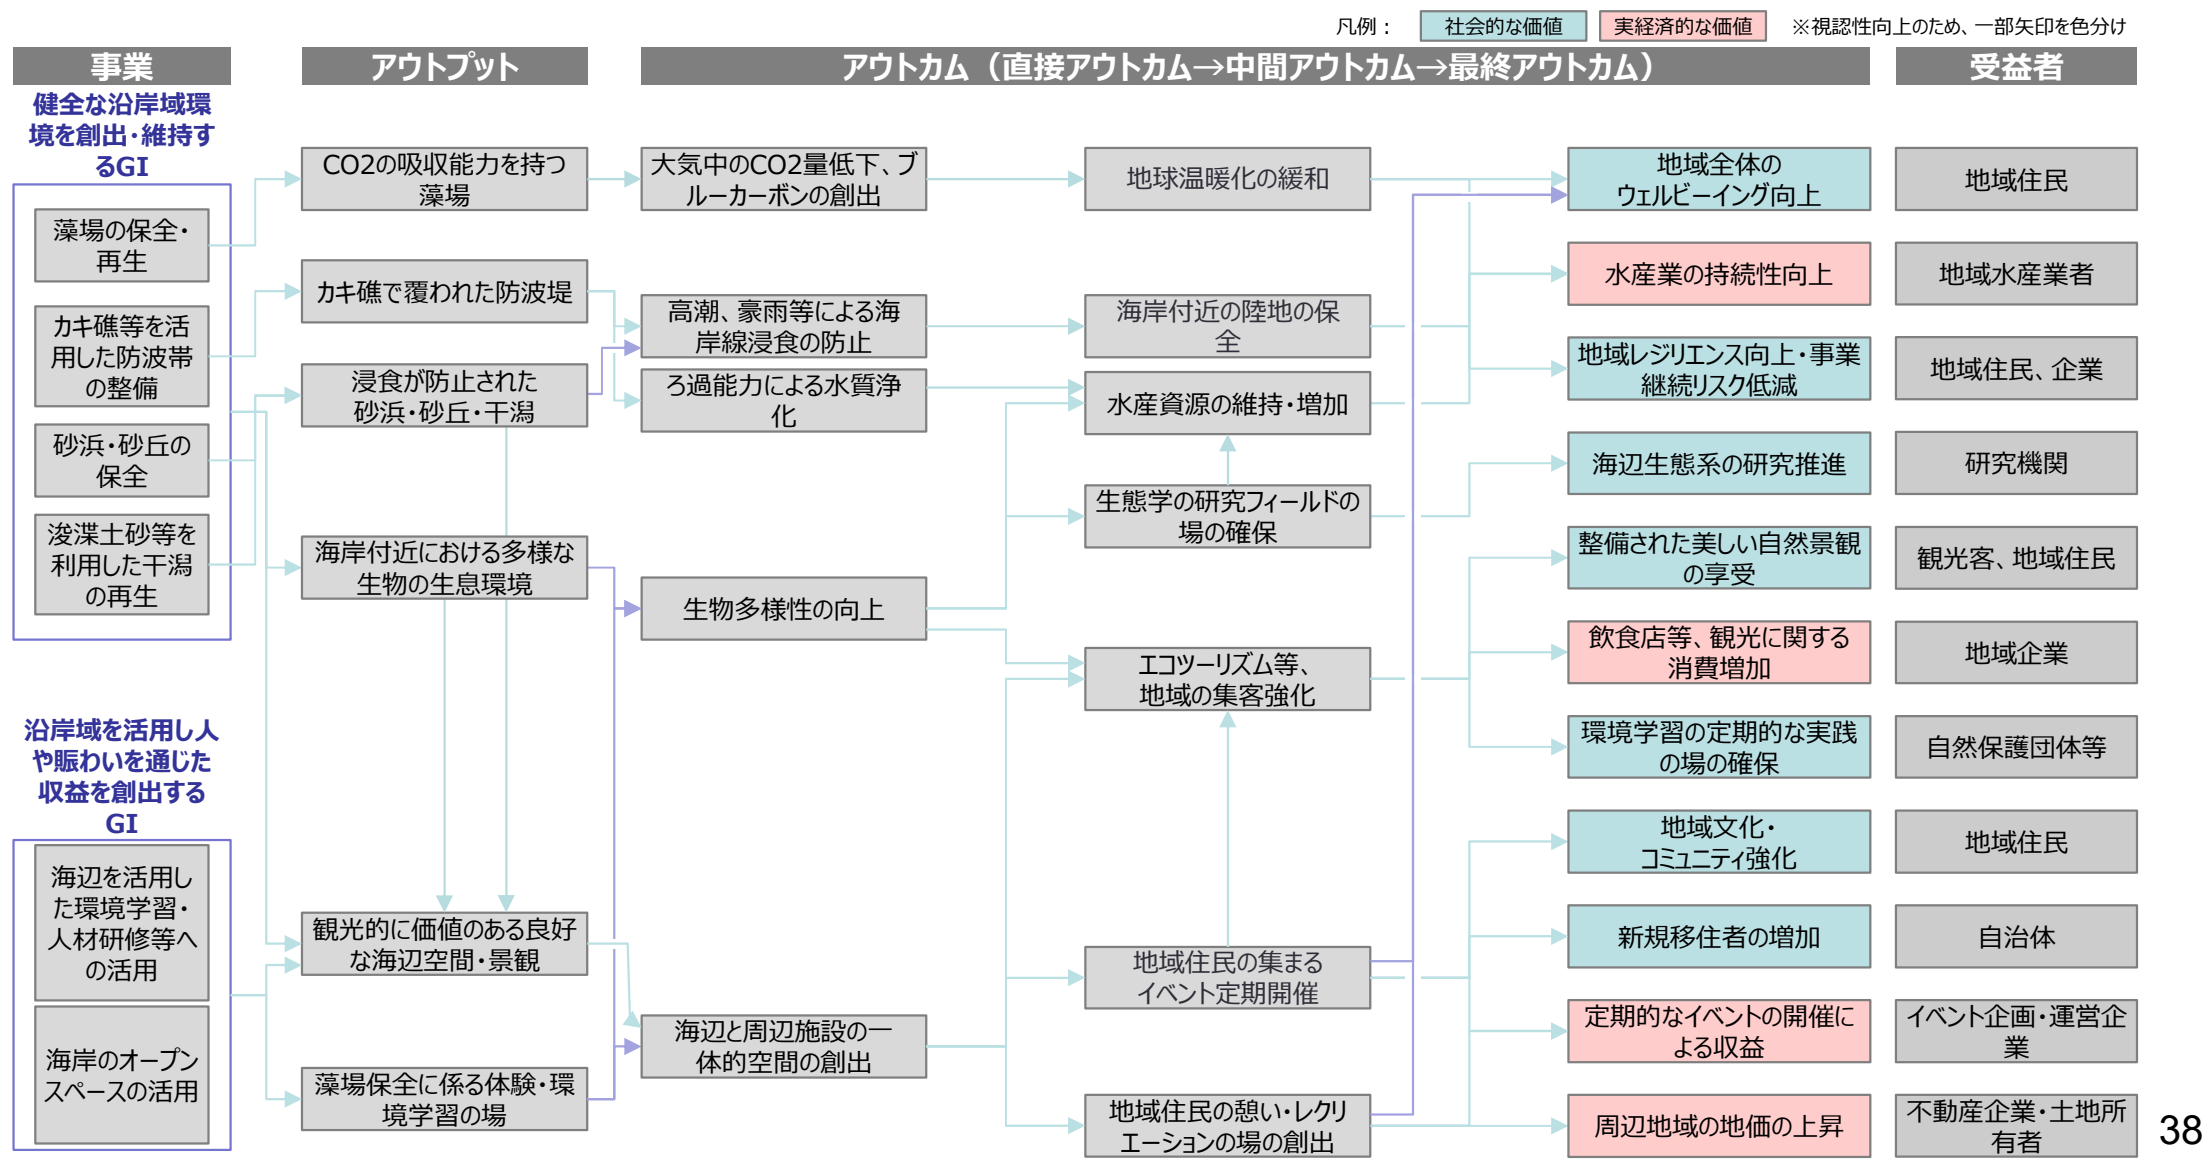 凡例：
社会的な価値
実経済的な価値
※視認性向上のため、一部矢印を色分け
事業
アウトプット
アウトカム（直接アウトカム→中間アウトカム→最終アウトカム）
受益者
健全な沿岸域環
境を創出・維持す
るGI
藻場の保全・
再生
カキ礁等を活
用した防波帯
の整備
砂浜・砂丘の
保全
浚渫土砂等を
利用した干潟
の再生
沿岸域を活用し人
や賑わいを通じた
収益を創出する
GI
海辺を活用し
た環境学習・
人材研修等へ
の活用
海岸のオープン
スペースの活用
CO2の吸収能力を持つ
藻場
カキ礁で覆われた防波堤
浸食が防止された
砂浜・砂丘・干潟
海岸付近における多様な
生物の生息環境
観光的に価値のある良好
な海辺空間・景観
藻場保全に係る体験・環
境学習の場
大気中のCO2量低下、ブ
ルーカーボンの創出
高潮、豪雨等による海
岸線浸食の防止
ろ過能力による水質浄
化
生物多様性の向上
海辺と周辺施設の一
体的空間の創出
地球温暖化の緩和
海岸付近の陸地の保
全
水産資源の維持・増加
生態学の研究フィールドの
場の確保
エコツーリズム等、
地域の集客強化
地域住民の集まる
イベント定期開催
地域住民の憩い・レクリ
エーションの場の創出
地域全体の
ウェルビーイング向上
水産業の持続性向上
地域レジリエンス向上・事業
継続リスク低減
海辺生態系の研究推進
整備された美しい自然景観
の享受
飲食店等、観光に関する
消費増加
環境学習の定期的な実践
の場の確保
地域文化・
コミュニティ強化
新規移住者の増加
定期的なイベントの開催に
よる収益
周辺地域の地価の上昇
地域住民
地域水産業者
地域住民、企業
研究機関
観光客、地域住民
地域企業
自然保護団体等
地域住民
自治体
イベント企画・運営企
業
不動産企業・土地所
有者
38